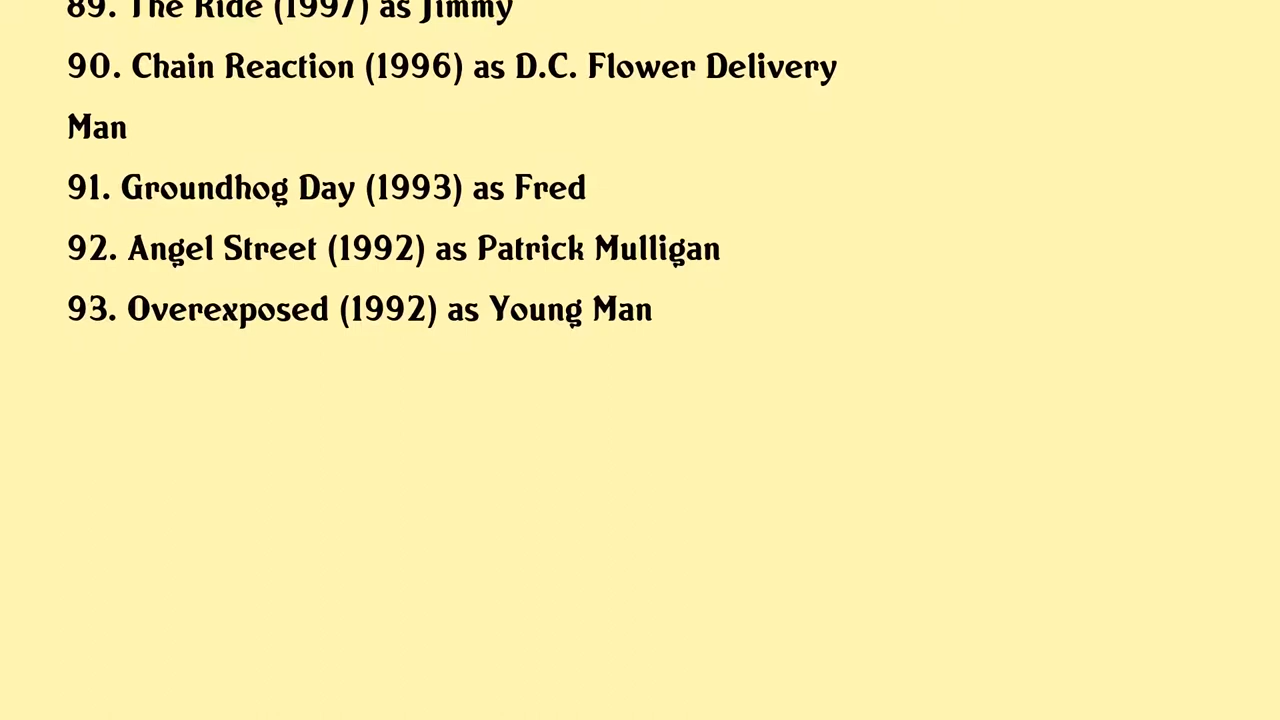 89. The Ride (1997) as Jimmy
90. Chain Reaction (1996) as D.C. Flower Delivery
Man
91. Groundhog Day (1993) as Fred
92. Angel Street (1992) as Patrick Mulligan
93. Overexposed (1992) as Young Man